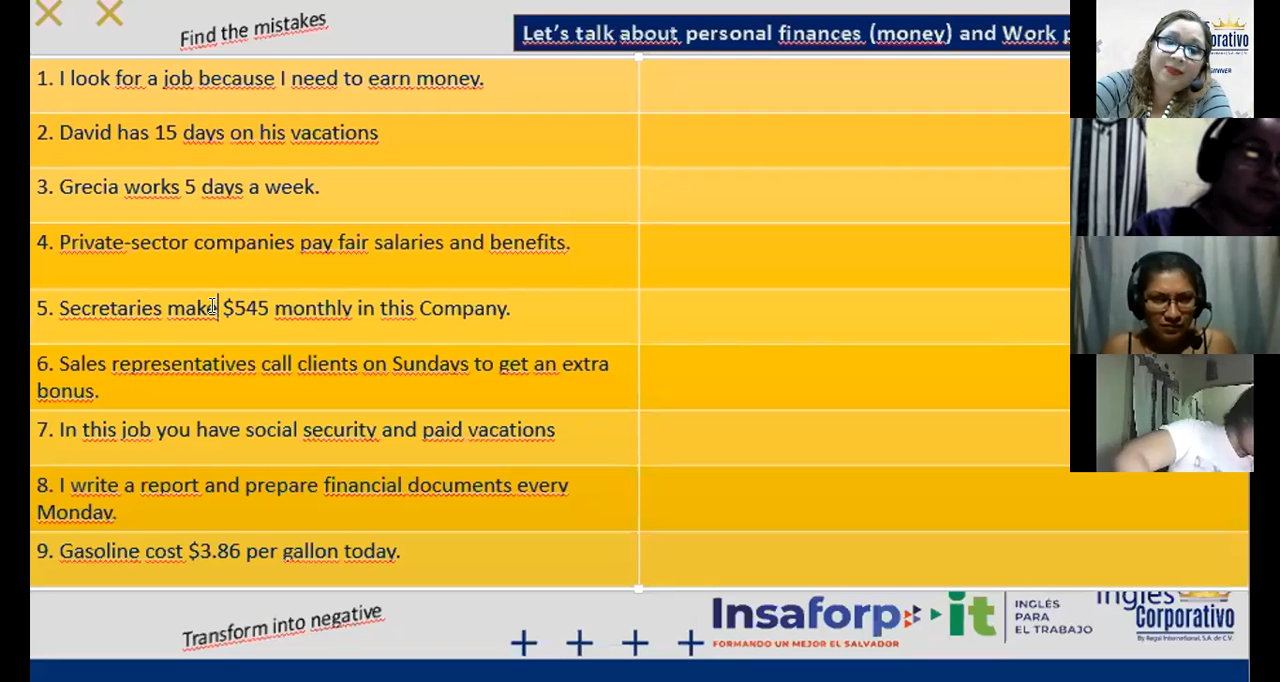 Find the mistakes
Let's talk about personal finances (money) and Work
1. I look for a job because I need to earn money.
2. David has 15 days on his vacations
3. Grecia works 5 days a week.
4. Private-sector companies pay fair salaries and benefits.
5. Secretaries make $545 monthly in this Company.
6. Sales representatives call clients on Sundays to get an extra
bonus.
7. In this job you have social security and paid vacations
8. I write a report and prepare financial documents every
Monday.
9. Gasoline cost $3.86 per gallon today.
Transform into negative
Insaforp
FORMANDO UN MEJOR EL SALVADOR
it
INGLÉS
PARA
EL TRABAJO
Inglés
Corporativo
By Regal International, S.A. de C.V.